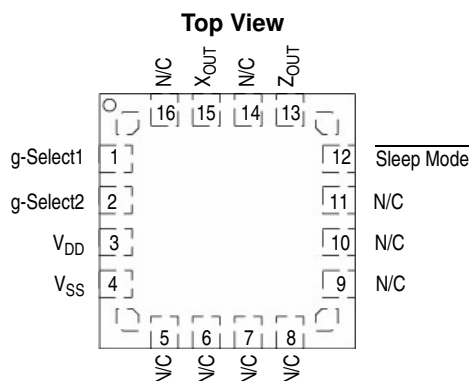 Top View
N/C
XOUT
N/C
ZOUT
16
15
14
13
g-Select1
1
12
Sleep Mode
g-Select2
2
11
N/C
VDD
3
10
N/C
VSS
4
9
N/C
5
6
7
8
N/C
N/C
N/C
N/C